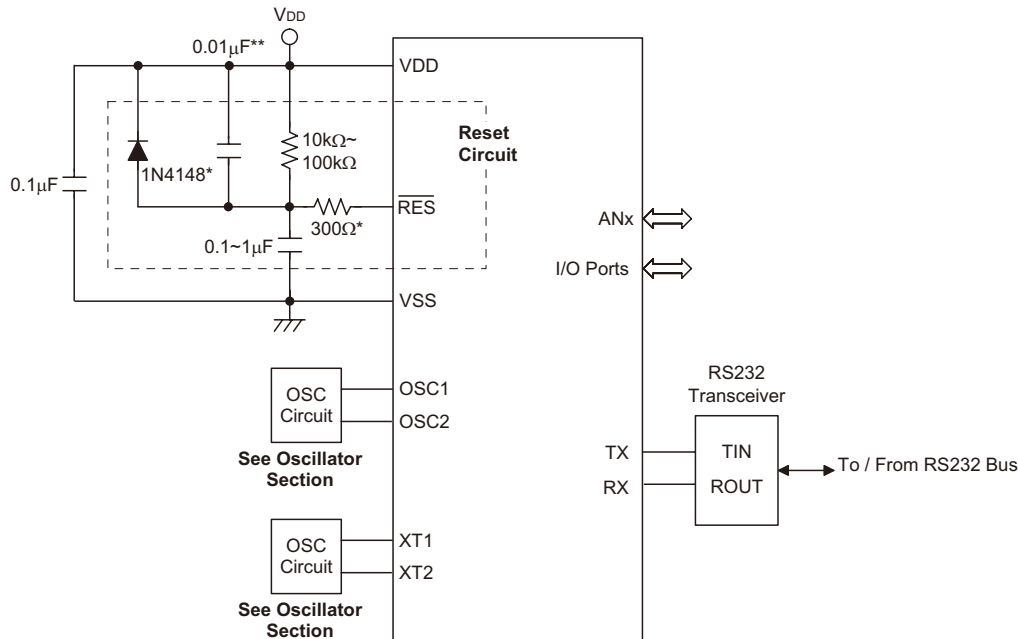 VDD
0.01μF**
VDD
Reset
Circuit
10kΩ~
100kΩ
1N4148*
0.1μF
RES
300Ω*
0.1~1μF
ANx
I/O Ports
VSS
OSC
Circuit
OSC1
OSC2
See Oscillator
Section
RS232
Transceiver
TX
TIN
RX
ROUT
To / From RS232 Bus
OSC
Circuit
XT1
XT2
See Oscillator
Section